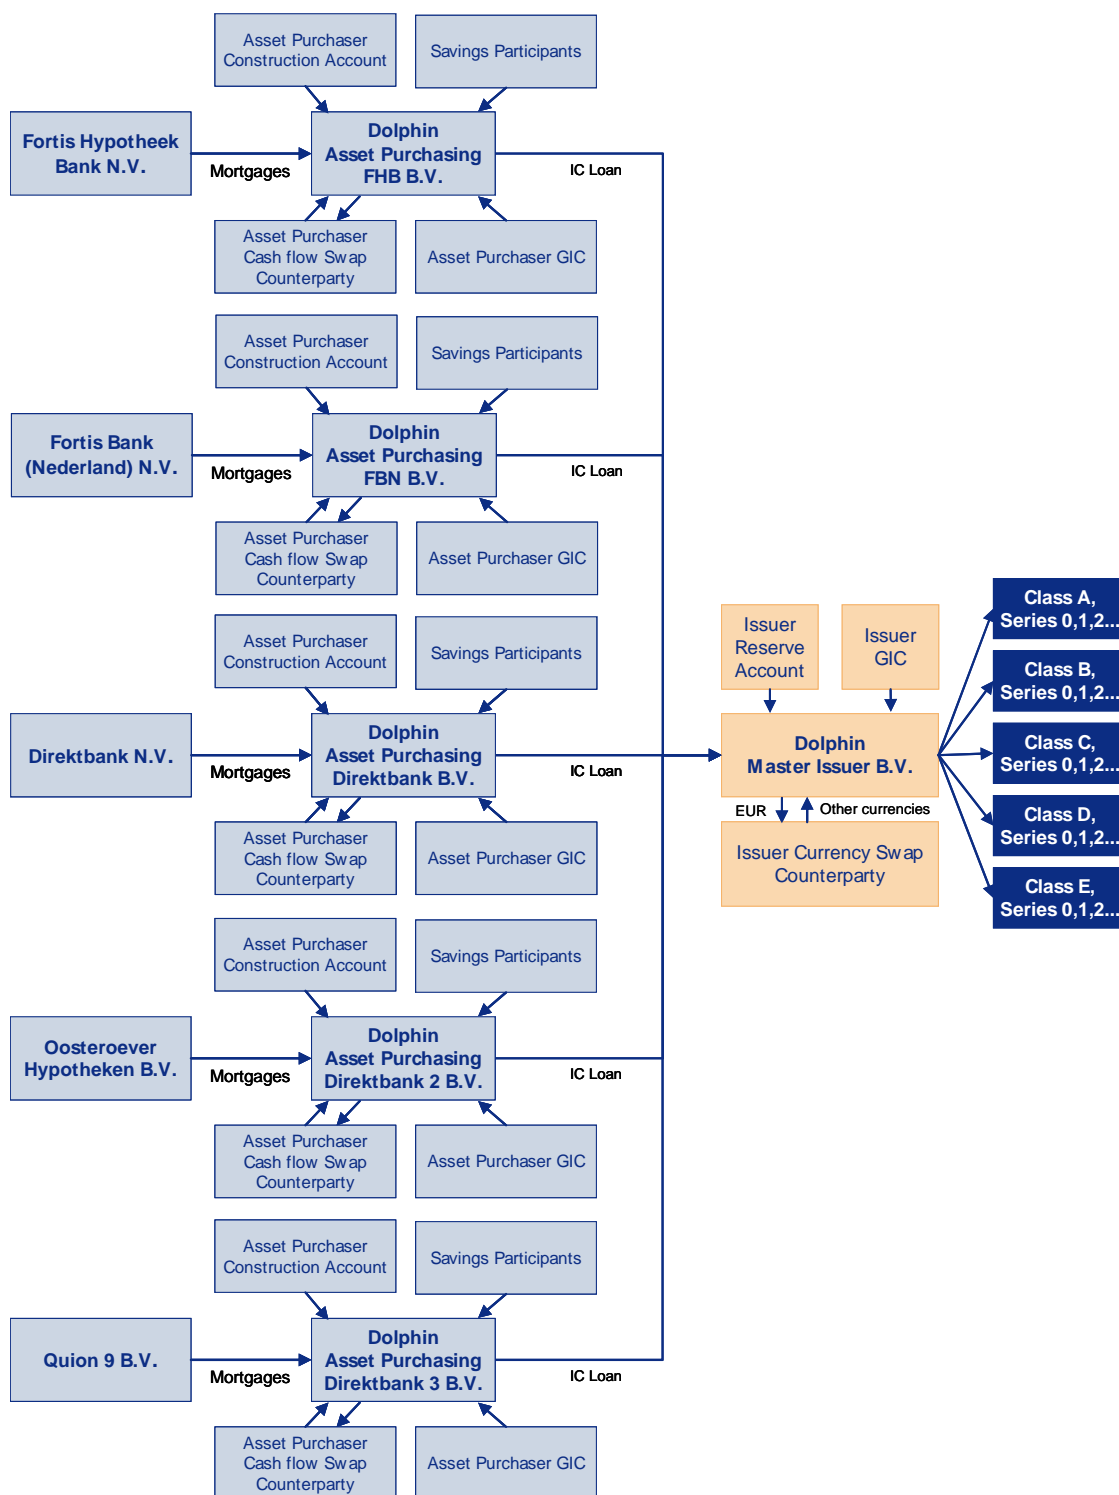 Asset Purchaser
Construction Account
Savings Participants
Fortis Hypotheek
Bank N.V.
Mortgages
Dolphin
Asset Purchasing
FHB B.V.
IC Loan
Asset Purchaser
Cash flow Swap
Counterparty
Asset Purchaser GIC
Asset Purchaser
Construction Account
Savings Participants
Fortis Bank
(Nederland) N.V.
Mortgages
Dolphin
Asset Purchasing
FBN B.V.
IC Loan
Asset Purchaser
Cash flow Swap
Counterparty
Asset Purchaser GIC
Asset Purchaser
Construction Account
Savings Participants
Direktbank N.V.
Mortgages
Dolphin
Asset Purchasing
Direktbank B.V.
IC Loan
Asset Purchaser
Cash flow Swap
Counterparty
Asset Purchaser GIC
Issuer
Reserve
Account
Issuer
GIC
Dolphin
Master Issuer B.V.
EUR
Other currencies
Issuer Currency Swap
Counterparty
Class A,
Series 0,1,2...
Class B,
Series 0,1,2...
Class C,
Series 0,1,2...
Class D,
Series 0,1,2...
Class E,
Series 0,1,2...
Asset Purchaser
Construction Account
Savings Participants
Oosteroever
Hypotheken B.V.
Mortgages
Dolphin
Asset Purchasing
Direktbank 2 B.V.
IC Loan
Asset Purchaser
Cash flow Swap
Counterparty
Asset Purchaser GIC
Asset Purchaser
Construction Account
Savings Participants
Quion 9 B.V.
Mortgages
Dolphin
Asset Purchasing
Direktbank 3 B.V.
IC Loan
Asset Purchaser
Cash flow Swap
Counterparty
Asset Purchaser GIC